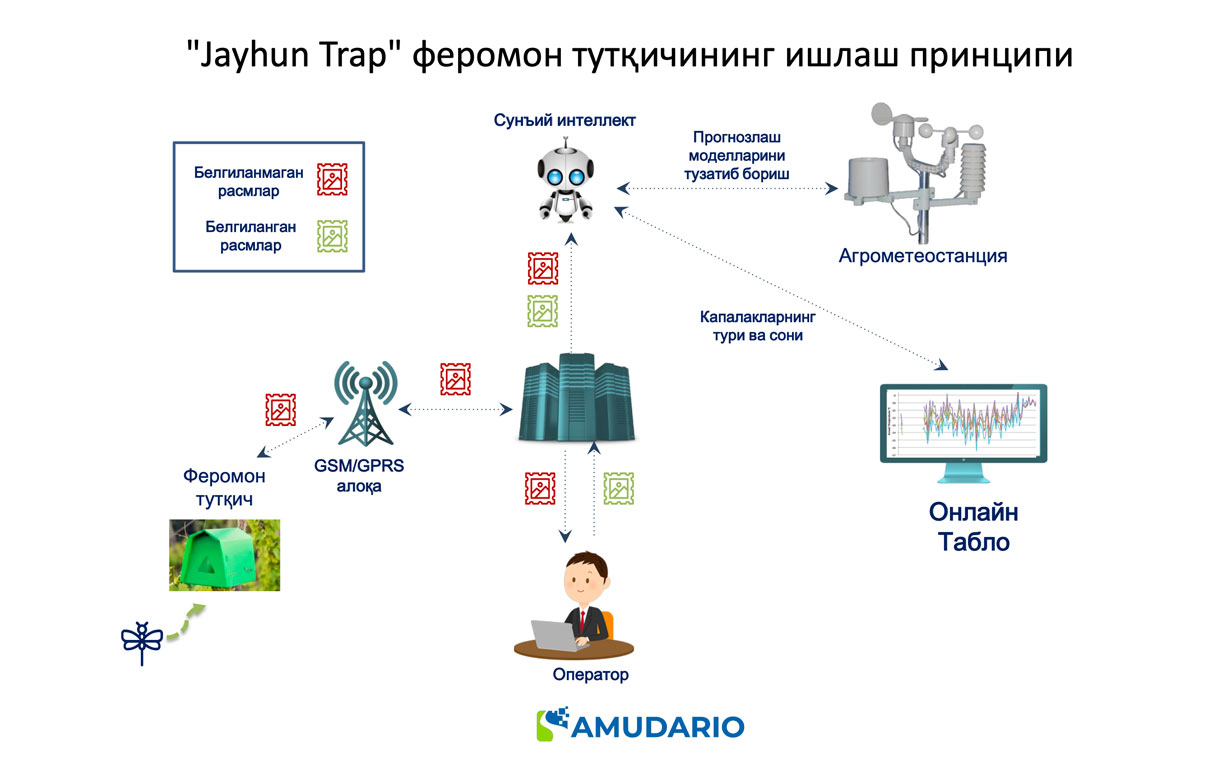 "Jayhun Trap" феромон тутқичининг ишлаш принципи
Сунъий интеллект
Прогнозлаш
моделларини
тузатиб бориш
Белгиланмаган
расмлар
Белгиланган
расмлар
Агрометеостанция
Капалакларнинг
тури ва сони
GSM/GPRS
алоқа
Феромон
тутқич
Онлайн
Табло
Оператор
AMUDARIO